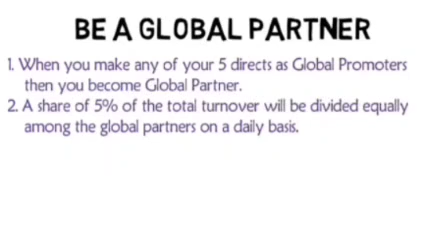 BE A GLOBAL PARTNER
1. When you make any of your 5 directs as Global Promoters
then you become Global Partner.
2. A share of 5% of the total turnover will be divided equally
among the global partners on a daily basis.